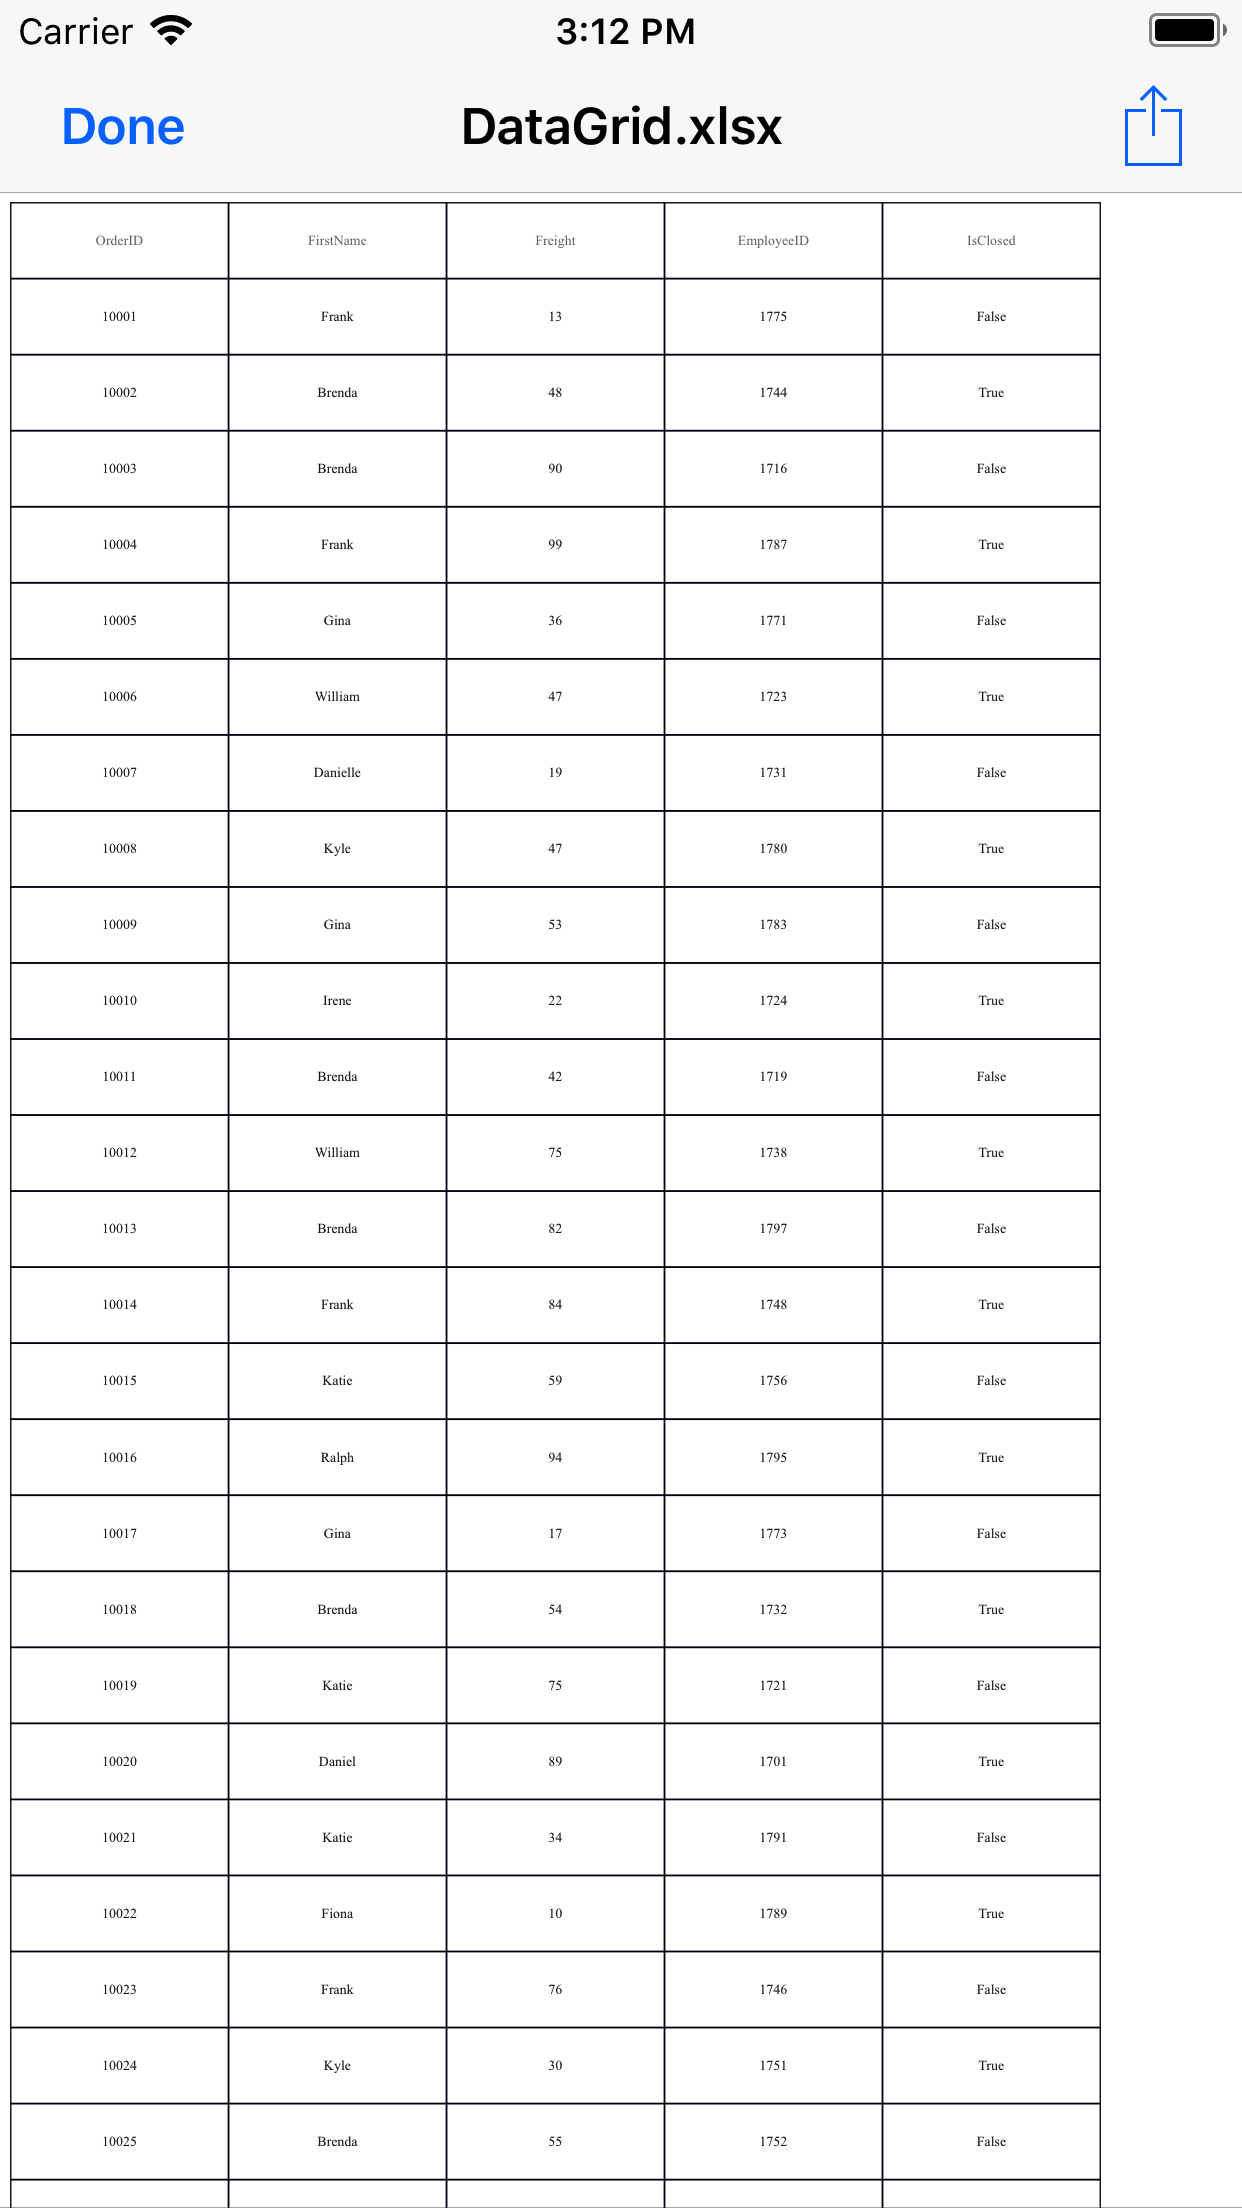 Carrier 3:12 PM
Done DataGrid.xlsx
OrderID FirstName Freight EmployeeID IsClosed
10001 Frank 13 1775 False
10002 Brenda 48 1744 True
10003 Brenda 90 1716 False
10004 Frank 99 1787 True
10005 Gina 36 1771 False
10006 William 47 1723 True
10007 Danielle 19 1731 False
10008 Kyle 47 1780 True
10009 Gina 53 1783 False
10010 Irene 22 1724 True
10011 Brenda 42 1719 False
10012 William 75 1738 True
10013 Brenda 82 1797 False
10014 Frank 84 1748 True
10015 Katie 59 1756 False
10016 Ralph 94 1795 True
10017 Gina 17 1773 False
10018 Brenda 54 1732 True
10019 Katie 75 1721 False
10020 Daniel 89 1701 True
10021 Katie 34 1791 False
10022 Fiona 10 1789 True
10023 Frank 76 1746 False
10024 Kyle 30 1751 True
10025 Brenda 55 1752 False